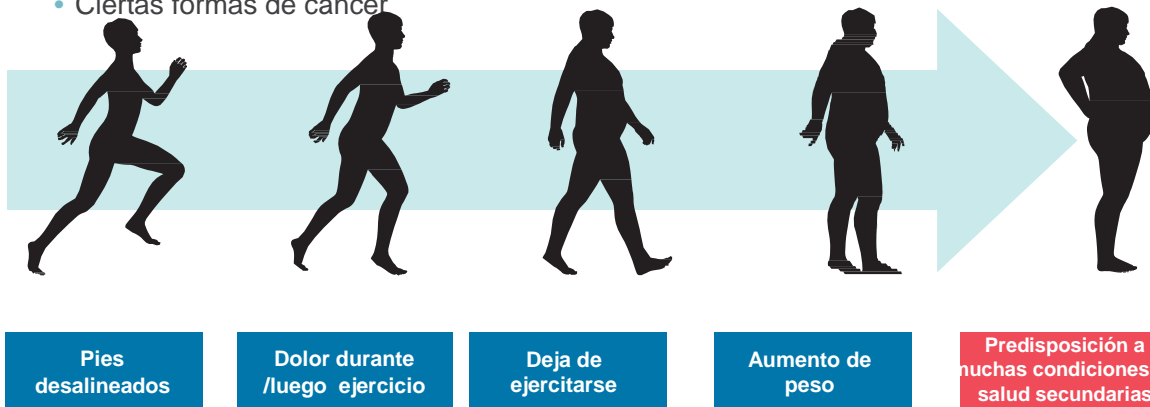 • Ciertas formas de cáncer
Pies
desalineados
Dolor durante
/luego ejercicio
Deja de
ejercitarse
Aumento de
peso
Predisposición a
muchas condiciones
salud secundarias